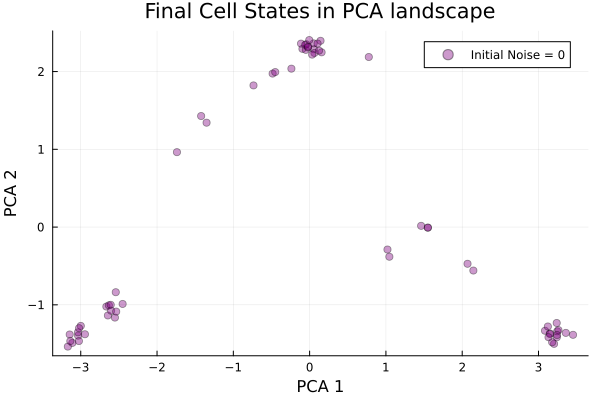 Final Cell States in PCA landscape
Initial Noise = 0
PCA 2
2
1
0
−1
−3
−2
−1
0
1
2
3
PCA 1